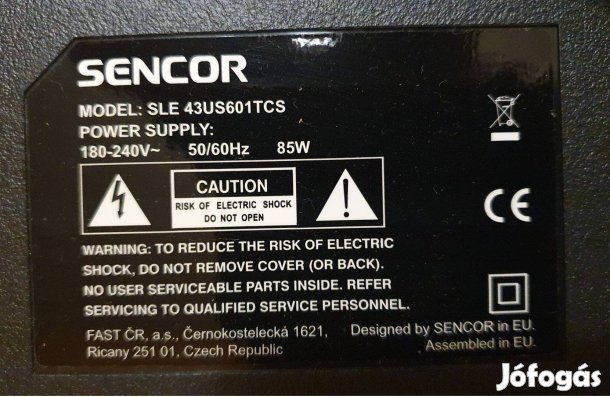 SENCOR
MODEL: SLE 43US601TCS
POWER SUPPLY:
180-240V~ 50/60Hz 85W
CAUTION
RISK OF ELECTRIC SHOCK
DO NOT OPEN
CE
WARNING: TO REDUCE THE RISK OF ELECTRIC
SHOCK, DO NOT REMOVE COVER (OR BACK).
NO USER SERVICEABLE PARTS INSIDE. REFER
SERVICING TO QUALIFIED SERVICE PERSONNEL.
FAST ČR, a.s., Černokostelecká 1621,
Ricany 251 01, Czech Republic
Designed by SENCOR in EU.
Assembled in EU.
Jófogás